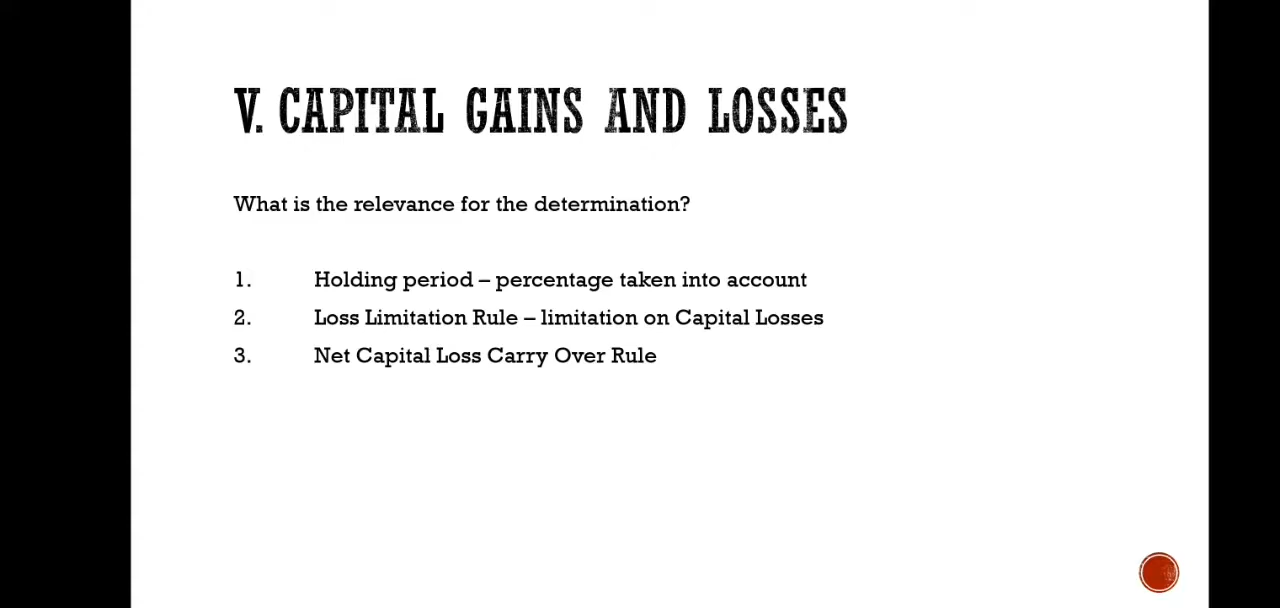 V. CAPITAL GAINS AND LOSSES
What is the relevance for the determination?
1. Holding period – percentage taken into account
2. Loss Limitation Rule – limitation on Capital Losses
3. Net Capital Loss Carry Over Rule